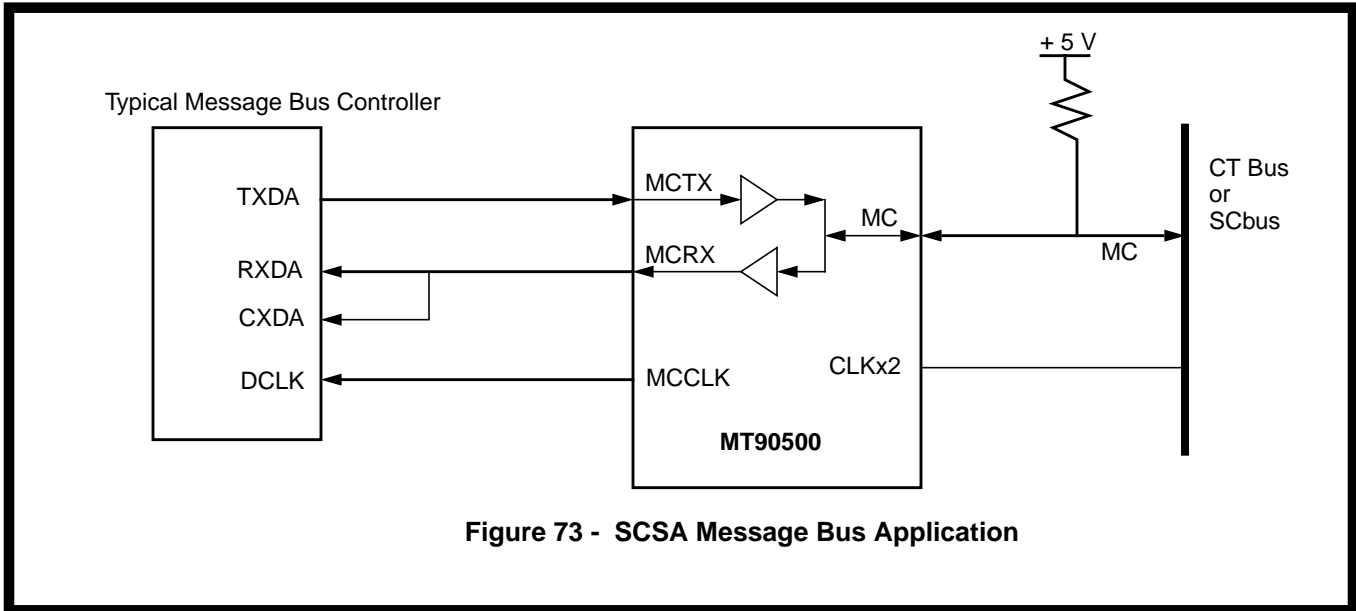 + 5 V
Typical Message Bus Controller
TXDA
RXDA
CXDA
DCLK
MCTX
MCRX
MCCLK
MC
CLKx2
MT90500
MC
CT Bus
or
SCbus
Figure 73 - SCSA Message Bus Application